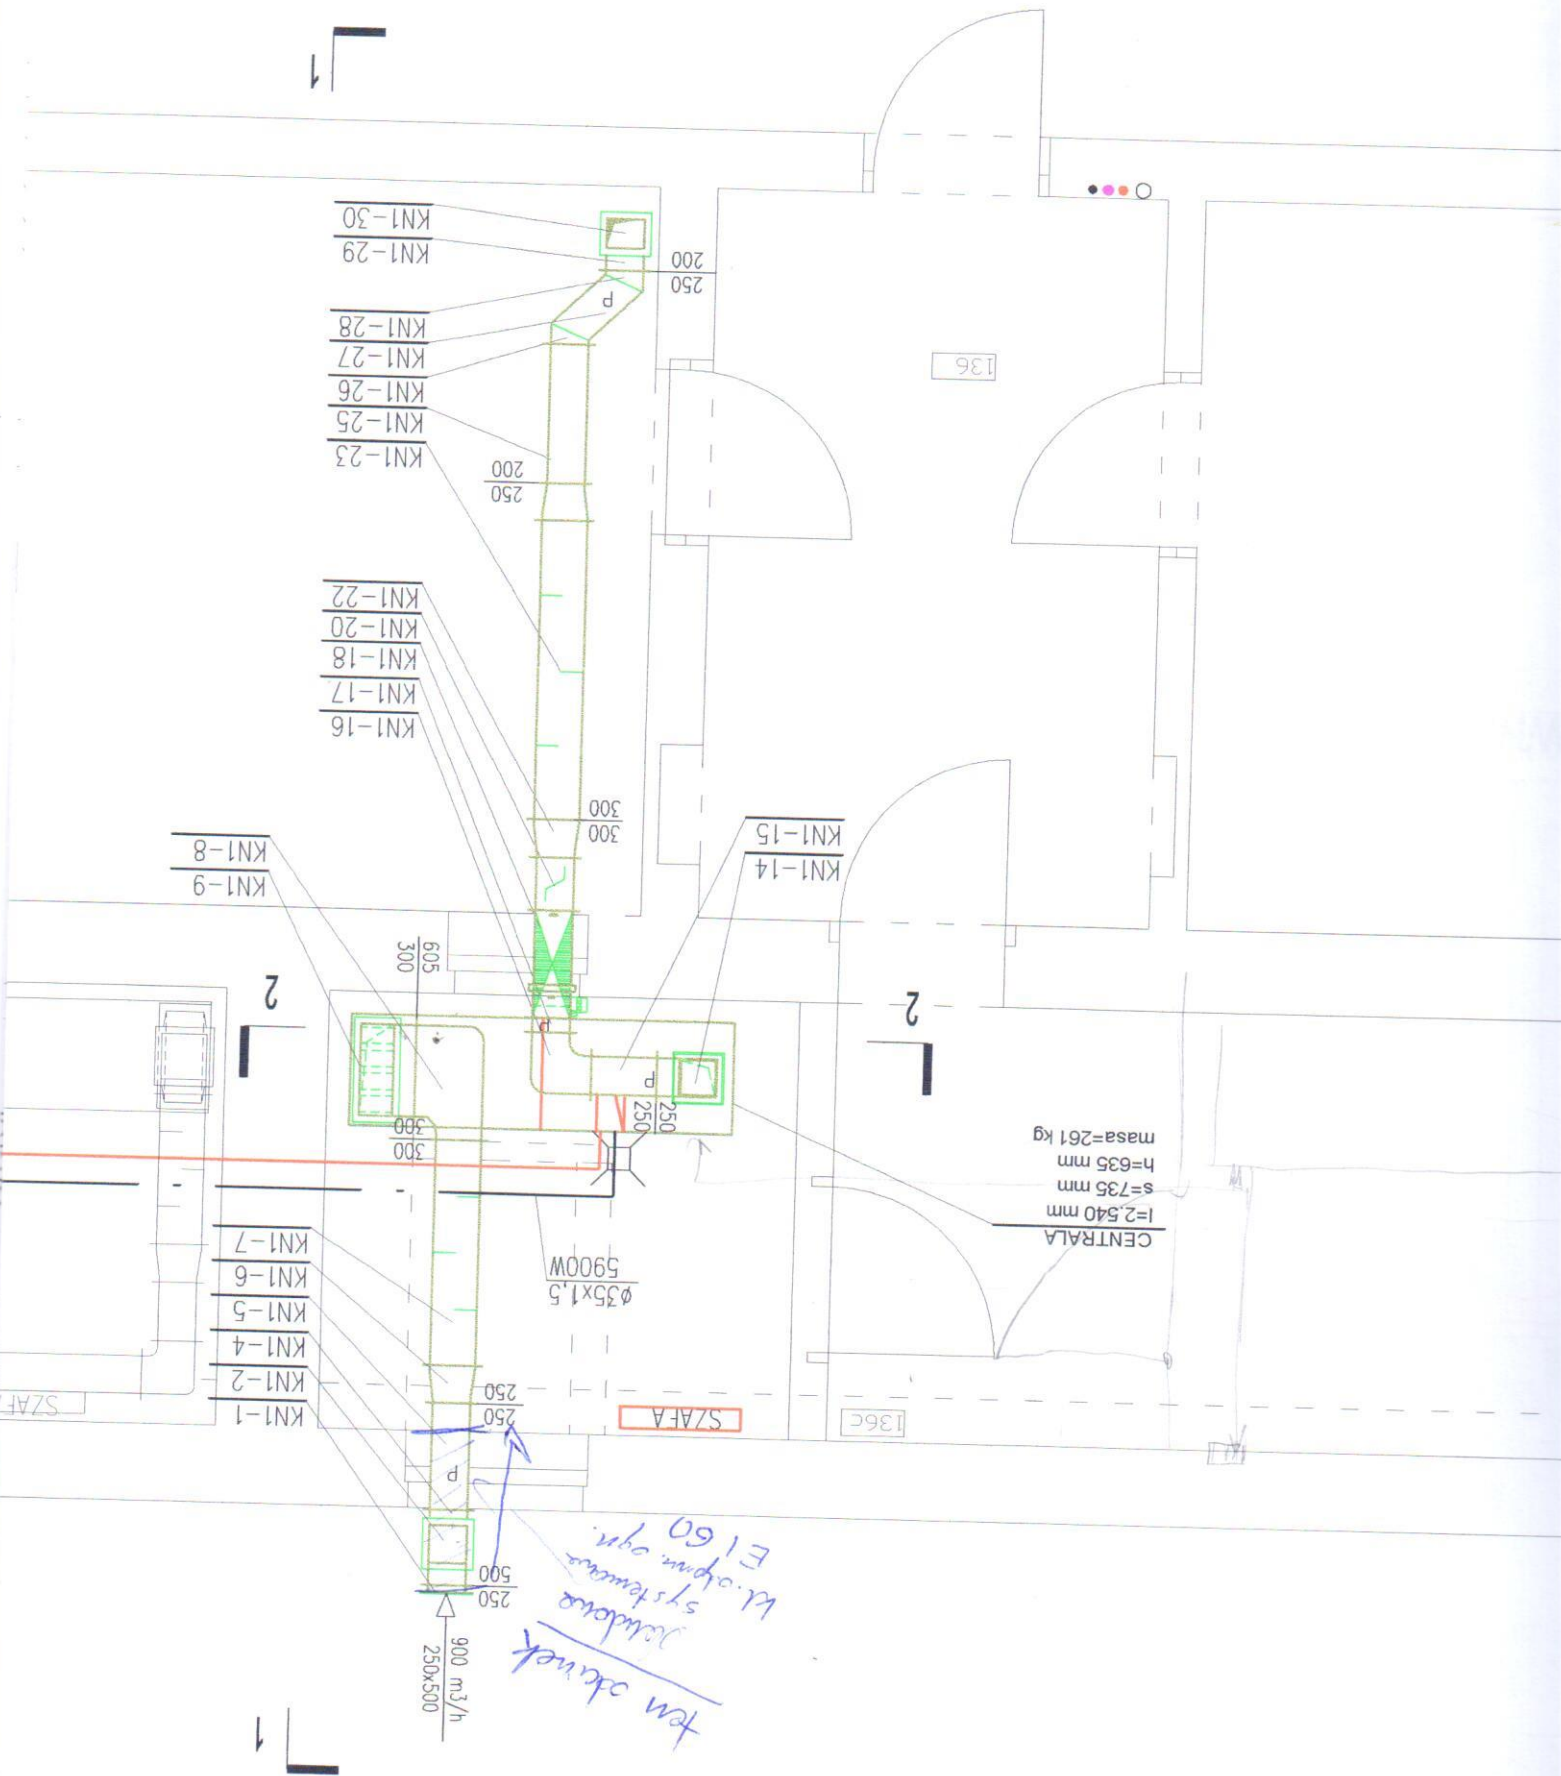 1
900 m3/h
250x500
250
500
ten odcinek
systemowa
kl. odporn. ogn.
EI 60
KN1-1
KN1-2
KN1-4
KN1-5
KN1-6
KN1-7
P
250
250
SZAFA
136C
SZAFA
ø35x1,5
5900W
CENTRALA
l=2.540 mm
s=735 mm
h=635 mm
masa=261 kg
300
300
250
250
P
P
2
2
605
300
KN1-9
KN1-8
KN1-14
KN1-15
300
300
KN1-16
KN1-17
KN1-18
KN1-20
KN1-22
250
200
KN1-23
KN1-25
KN1-26
KN1-27
KN1-28
136
P
250
200
KN1-29
KN1-30
1